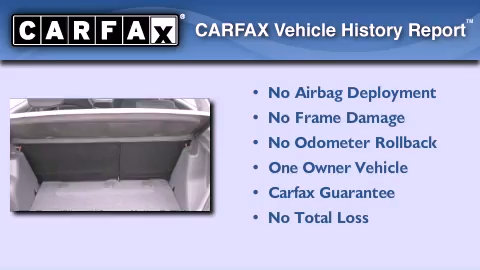 CARFAX® CARFAX Vehicle History Report™
• No Airbag Deployment
• No Frame Damage
• No Odometer Rollback
• One Owner Vehicle
• Carfax Guarantee
• No Total Loss